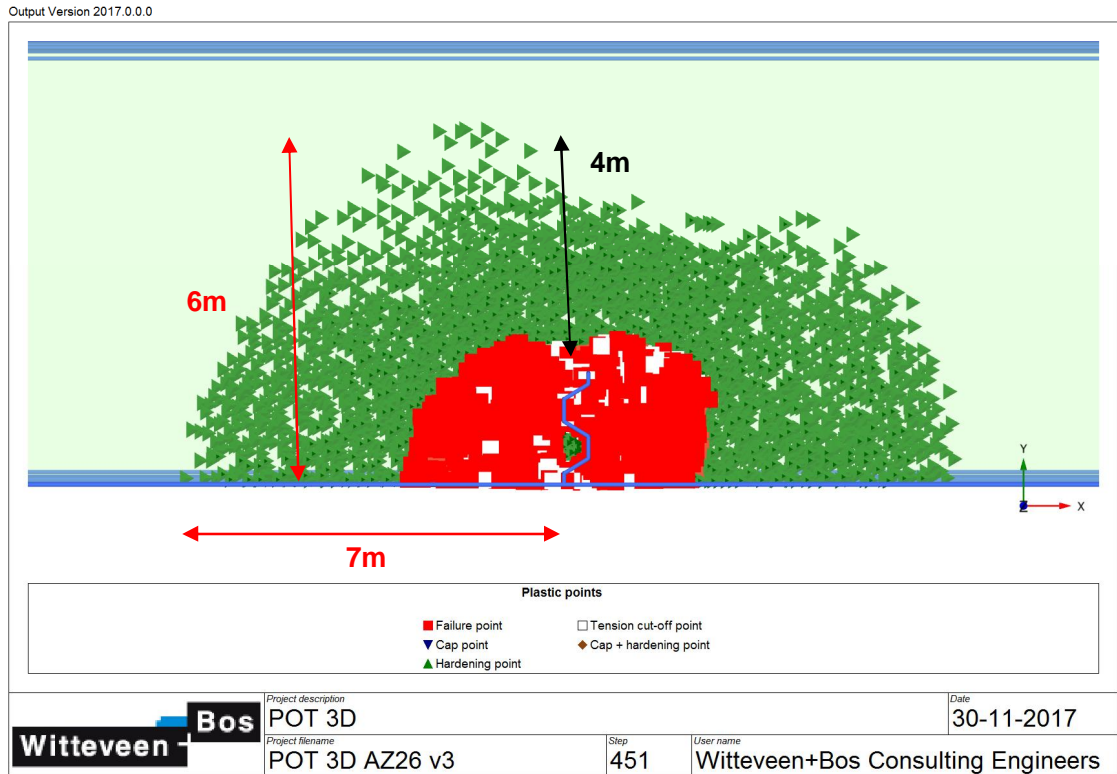 Output Version 2017.0.0.0
4m
6m
7m
Y
X
Z
Plastic points
Failure point
Tension cut-off point
Cap point
Cap + hardening point
Hardening point
Witteveen + Bos
Project description
POT 3D
Date
30-11-2017
Project filename
POT 3D AZ26 v3
Step
451
User name
Witteveen+Bos Consulting Engineers